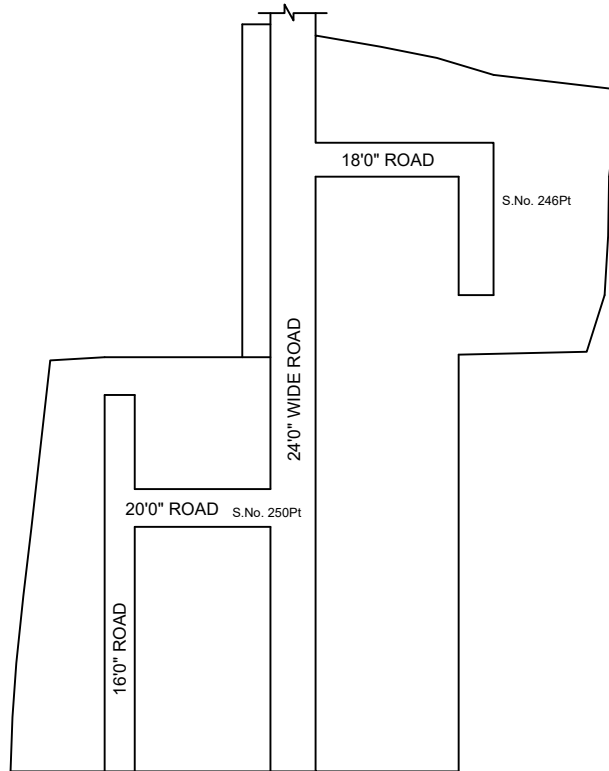 18'0" ROAD
S.No. 246Pt
24'0" WIDE ROAD
20'0" ROAD
S.No. 250Pt
16'0" ROAD